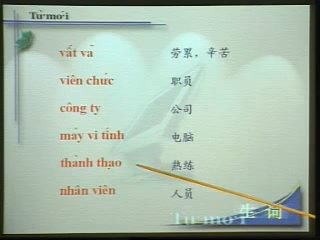 Từ mới
vất vả 劳累，辛苦
viên chức 职员
công ty 公司
máy vi tính 电脑
thành thạo 熟练
nhân viên 人员
生词
Từ mới